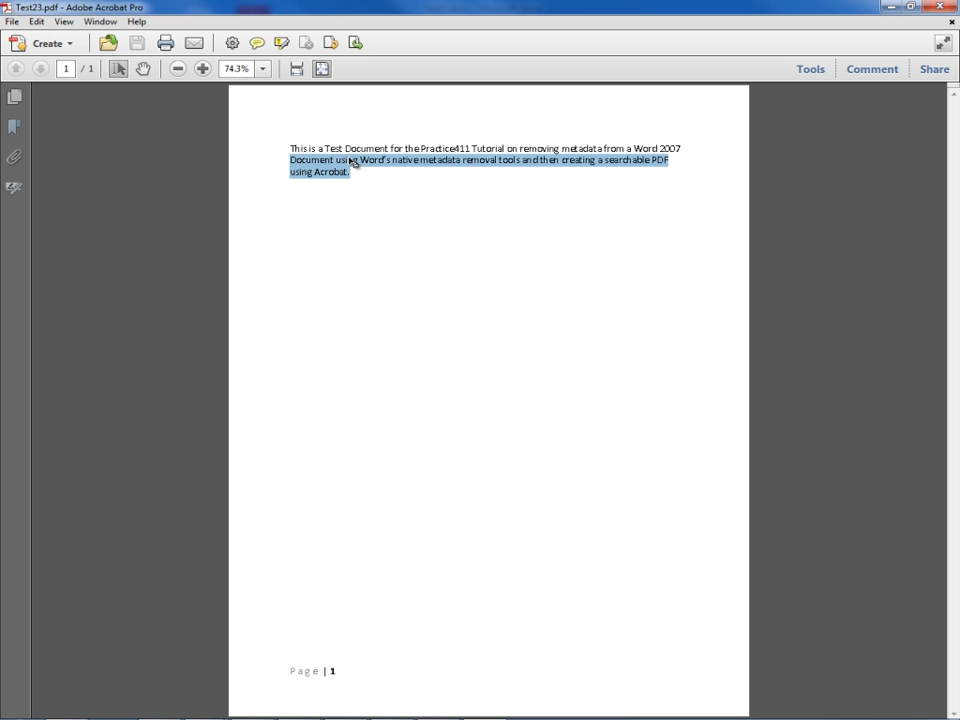 Test23.pdf - Adobe Acrobat Pro
File Edit View Window Help
Create
1 / 1 74.3% Tools Comment Share
This is a Test Document for the Practice411 Tutorial on removing metadata from a Word 2007
Document using Word's native metadata removal tools and then creating a searchable PDF
using Acrobat.
Page | 1